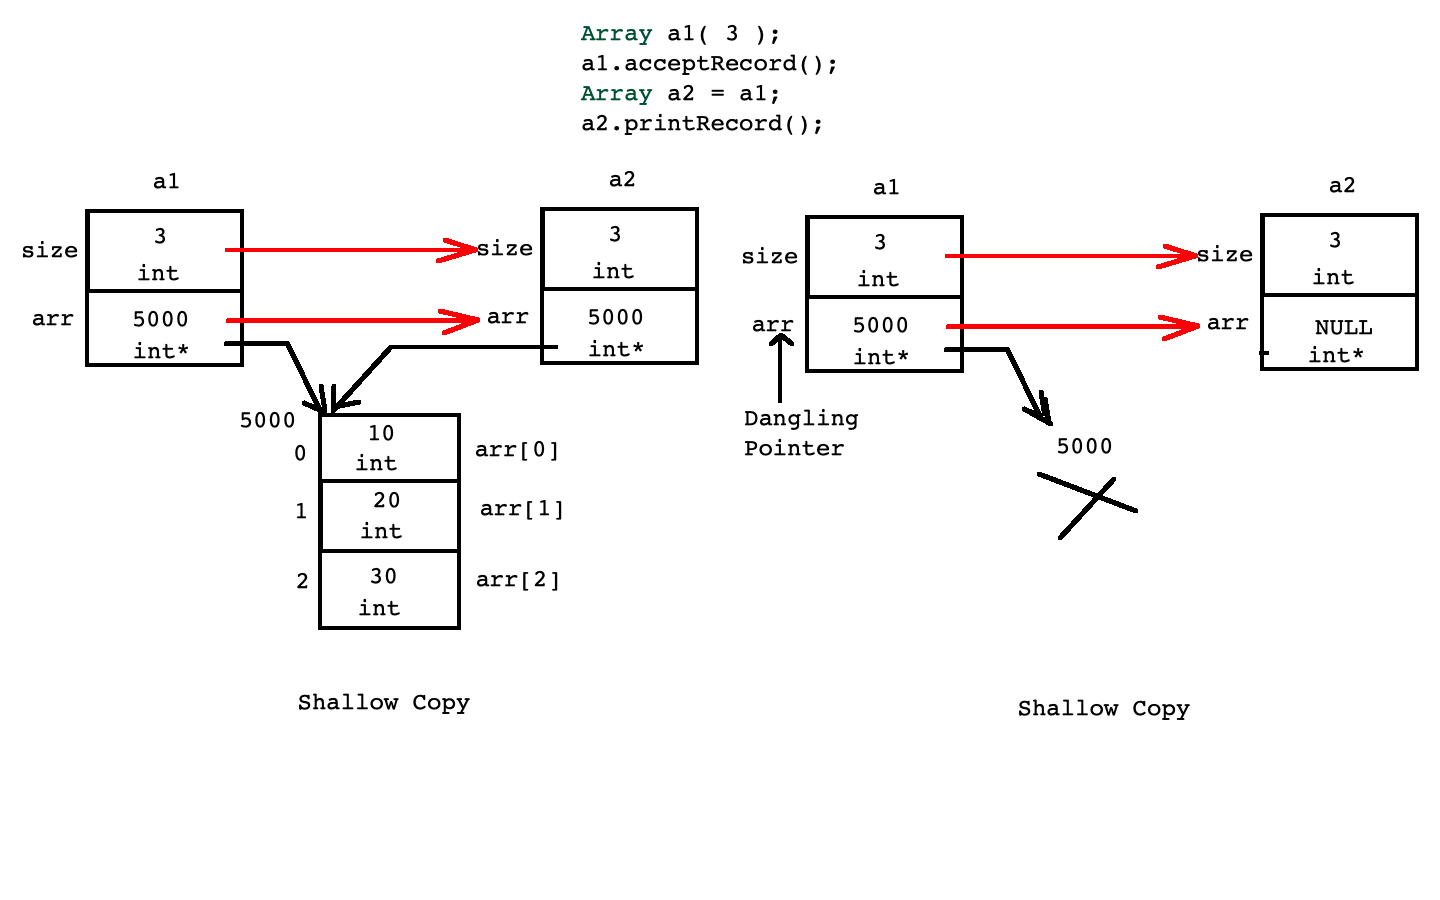 Array a1( 3 );
a1.acceptRecord();
Array a2 = a1;
a2.printRecord();
a1
a2
size
3
int
size
3
int
arr
5000
int*
arr
5000
int*
5000
0
10
int
arr[0]
1
20
int
arr[1]
2
30
int
arr[2]
Shallow Copy
a1
a2
size
3
int
size
3
int
arr
5000
int*
arr
NULL
int*
Dangling
Pointer
5000
Shallow Copy